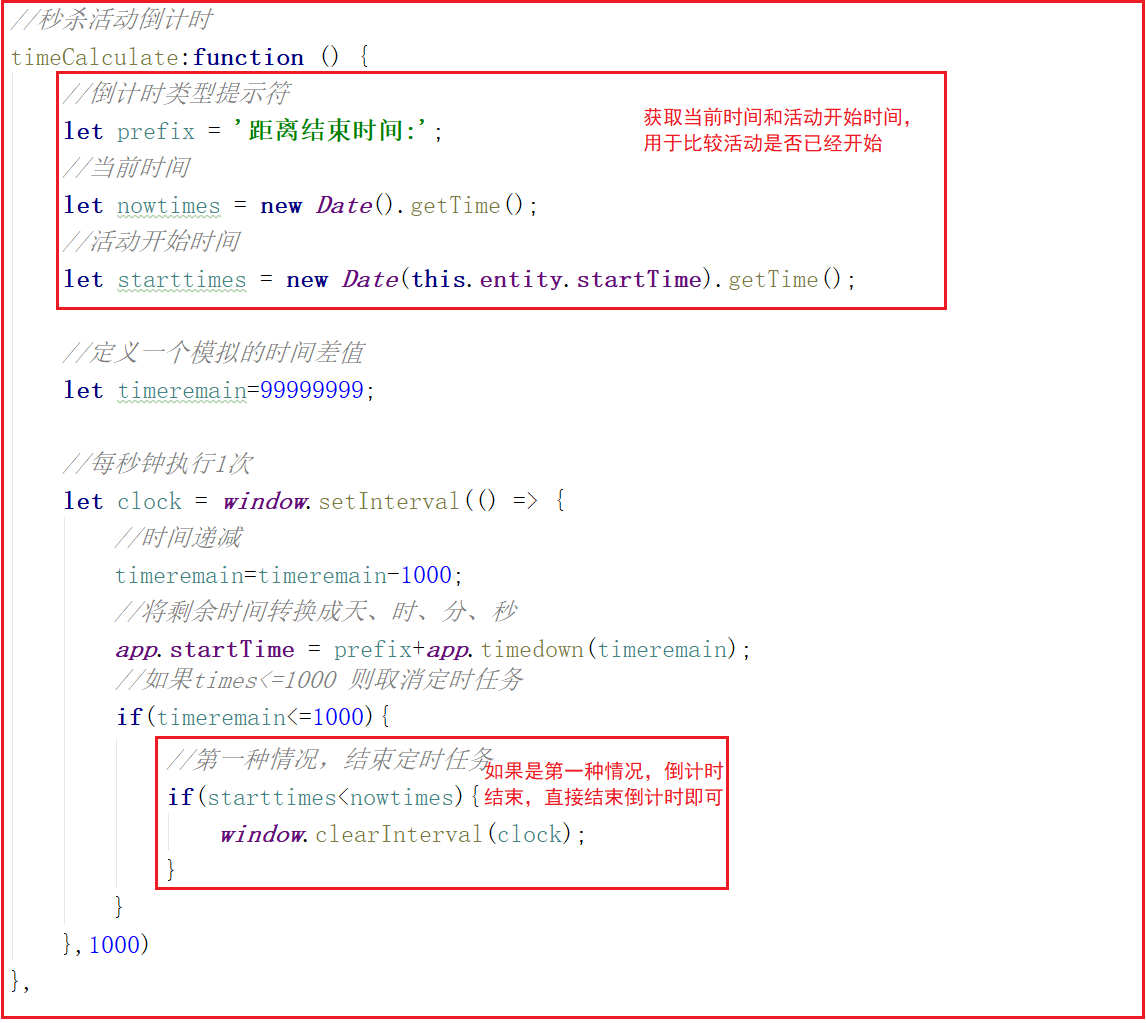 //秒杀活动倒计时
timeCalculate:function () {
//倒计时类型提示符
let prefix = '距离结束时间:';
//当前时间
let nowtimes = new Date().getTime();
//活动开始时间
let starttimes = new Date(this.entity.startTime).getTime();
获取当前时间和活动开始时间，
用于比较活动是否已经开始
//定义一个模拟的时间差值
let timeremain=99999999;
//每秒钟执行1次
let clock = window.setInterval(() => {
//时间递减
timeremain=timeremain-1000;
//将剩余时间转换成天、时、分、秒
app.startTime = prefix+app.timedown(timeremain);
//如果times<=1000 则取消定时任务
if(timeremain<=1000){
//第一种情况，结束定时任务
if(starttimes<nowtimes){
window.clearInterval(clock);
}
如果是第一种情况，倒计时
结束，直接结束倒计时即可
}
},1000)
},